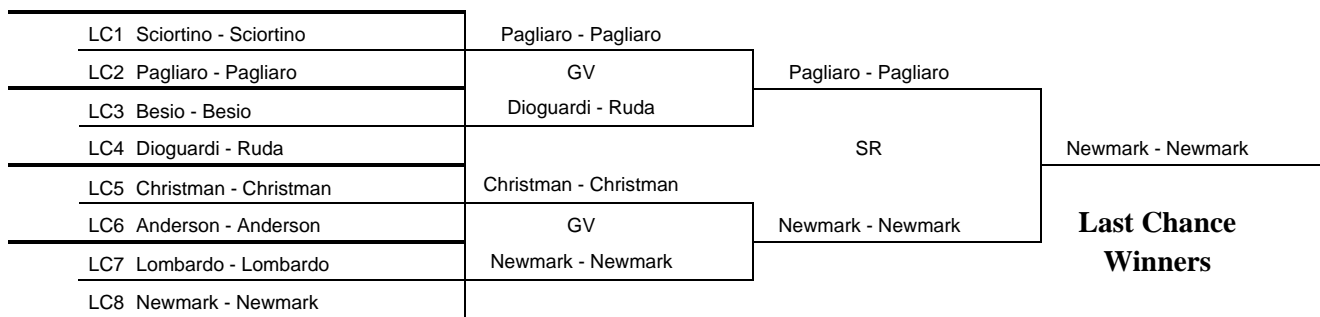 LC1 Sciortino - Sciortino
Pagliaro - Pagliaro
LC2 Pagliaro - Pagliaro
GV
Pagliaro - Pagliaro
LC3 Besio - Besio
Dioguardi - Ruda
LC4 Dioguardi - Ruda
SR
Newmark - Newmark
LC5 Christman - Christman
Christman - Christman
LC6 Anderson - Anderson
GV
Newmark - Newmark
Last Chance
Winners
LC7 Lombardo - Lombardo
Newmark - Newmark
LC8 Newmark - Newmark